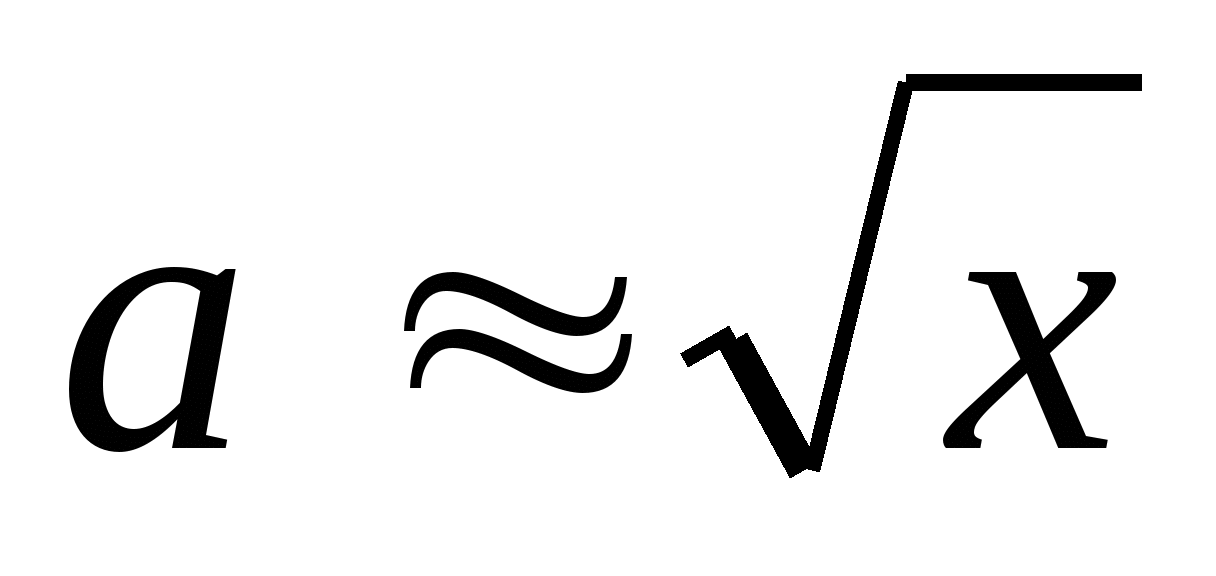 a ≈ √x